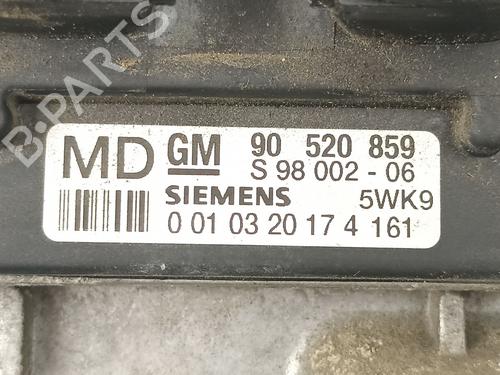 B-PARTS
MD GM 90 520 859
S 98 002 - 06
SIEMENS 5WK9
0 01 03 20 17 4 161